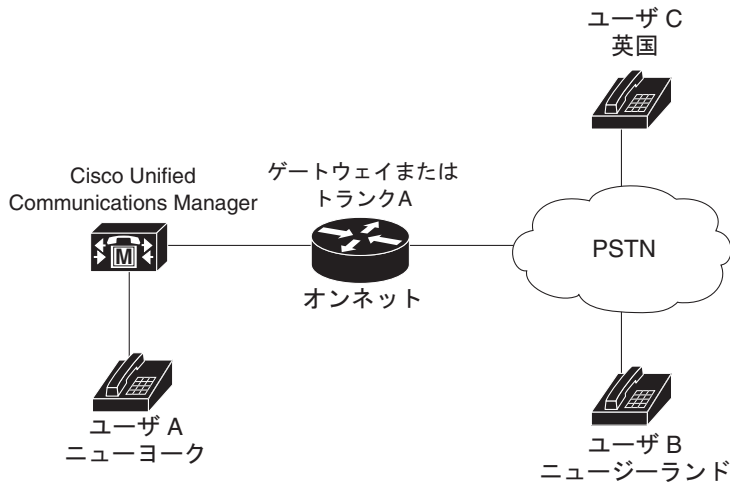 ユーザ C
英国
Cisco Unified
Communications Manager
ゲートウェイまたは
トランクA
M
PSTN
オンネット
ユーザ A
ニューヨーク
ユーザ B
ニュージーランド